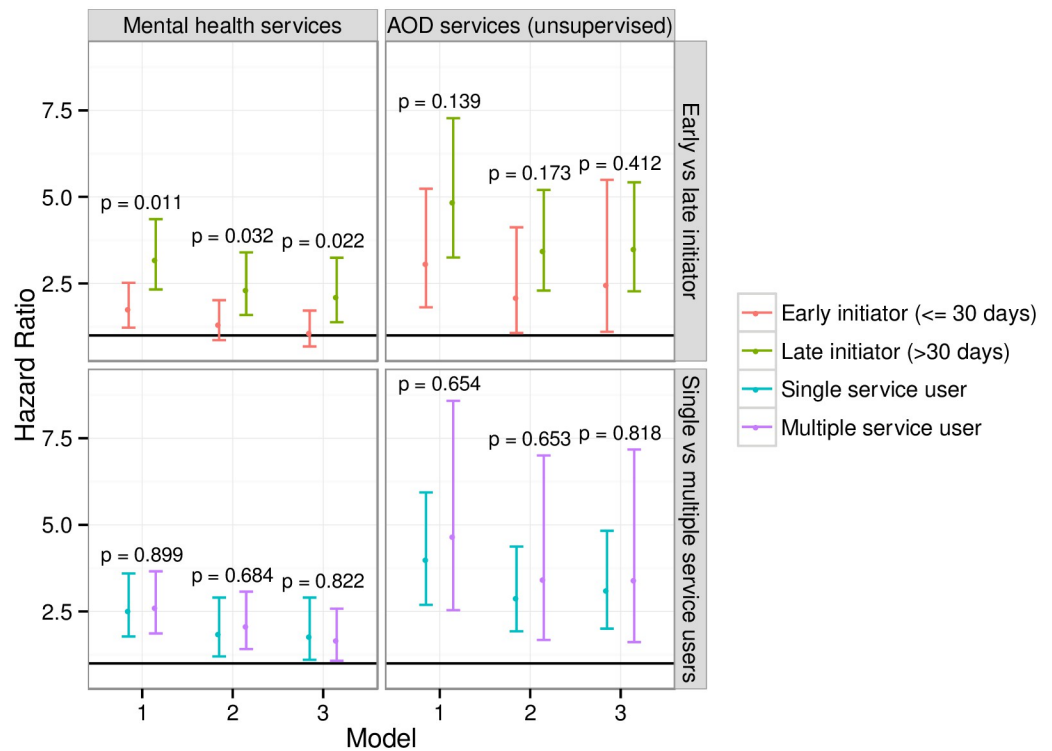 Mental health services
AOD services (unsupervised)
Early vs late initiator
Single vs multiple service users
Hazard Ratio
7.5
5.0
2.5
p = 0.011
p = 0.032
p = 0.022
p = 0.139
p = 0.173
p = 0.412
7.5
5.0
2.5
p = 0.899
p = 0.684
p = 0.822
p = 0.654
p = 0.653
p = 0.818
1
2
3
1
2
3
Model
Early initiator (<= 30 days)
Late initiator (>30 days)
Single service user
Multiple service user